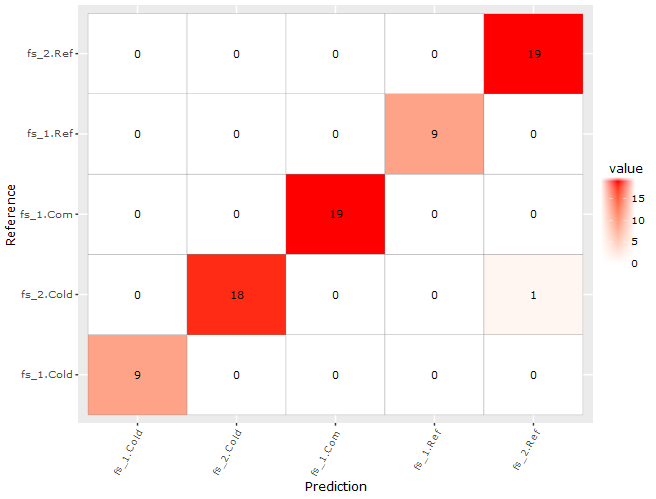 fs_2.Ref 0 0 0 0 19
fs_1.Ref 0 0 0 9 0
fs_1.Com 0 0 19 0 0
fs_2.Cold 0 18 0 0 1
fs_1.Cold 9 0 0 0 0
Reference
fs_1.Cold fs_2.Cold fs_1.Com fs_1.Ref fs_2.Ref
Prediction
value
15
10
5
0